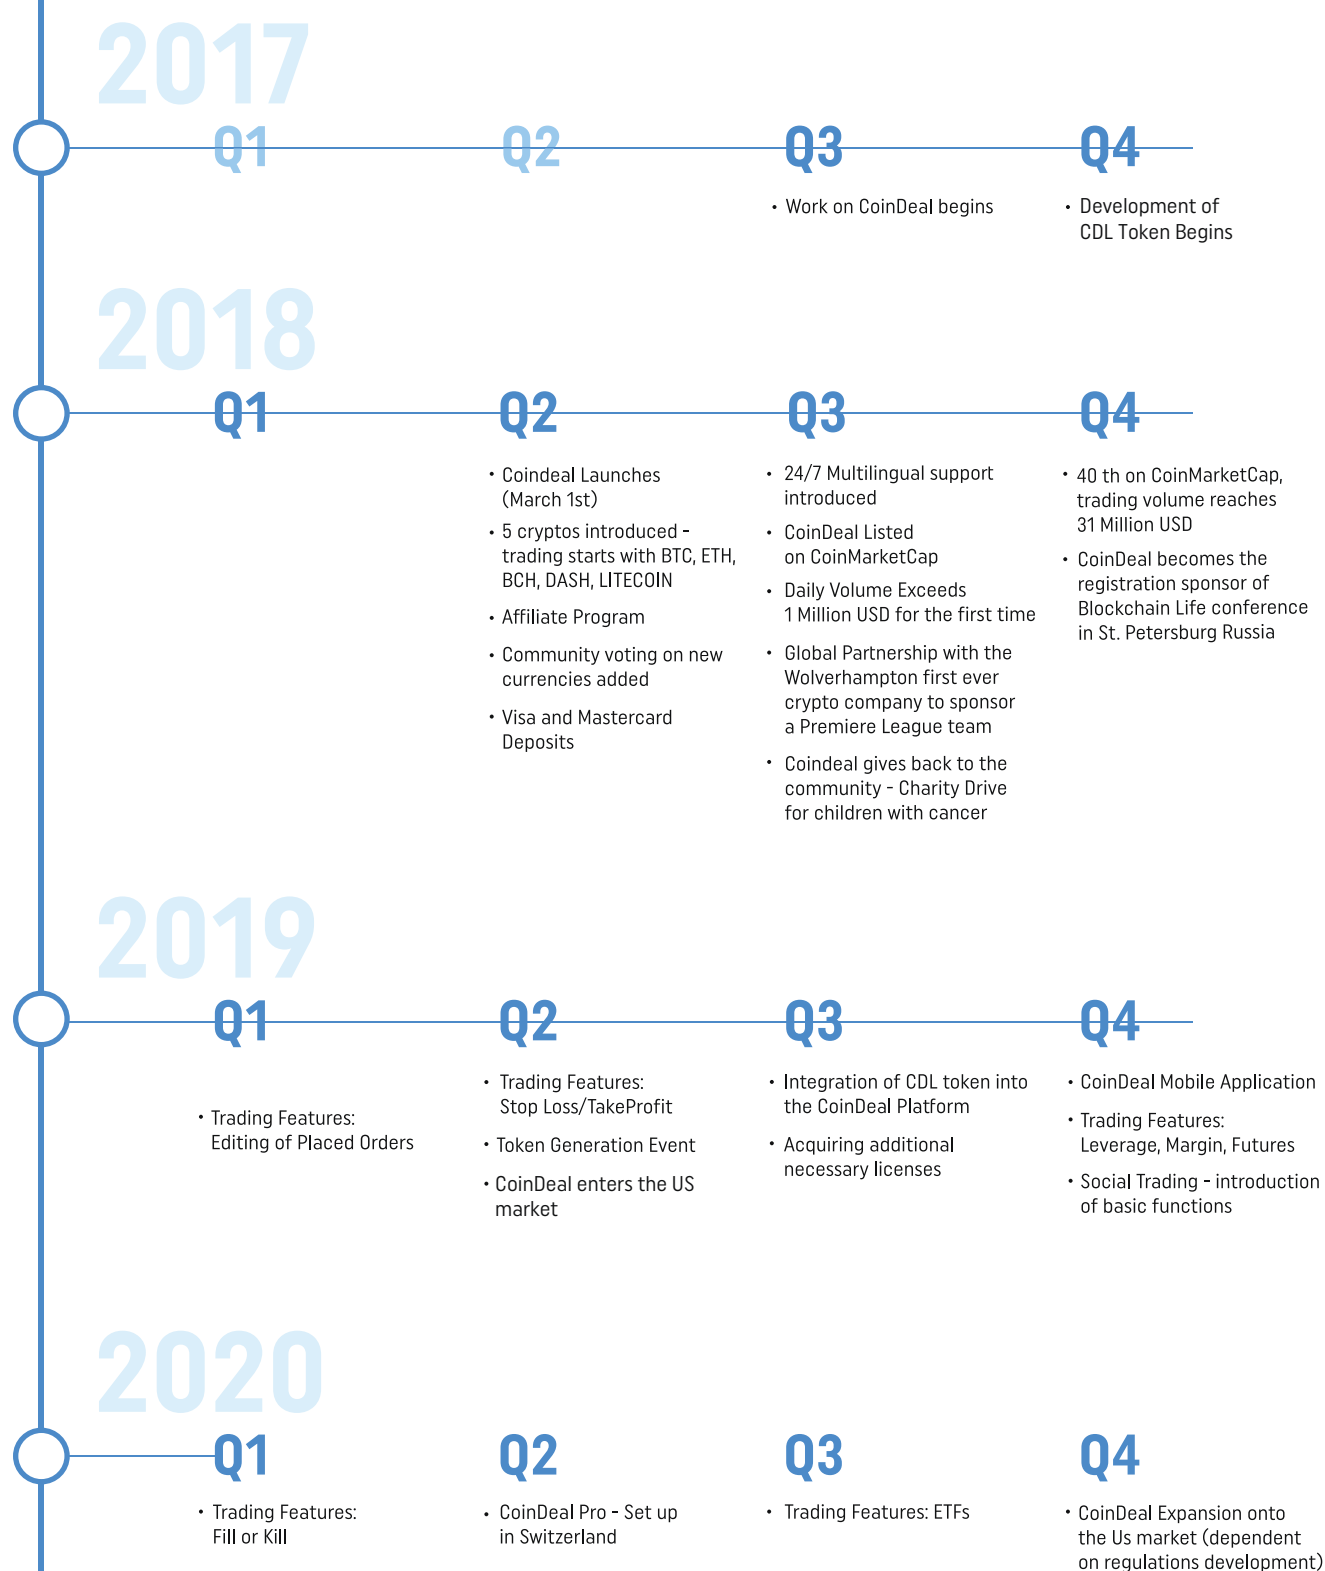 2017
Q1
Q2
Q3
Q4
• Work on CoinDeal begins
• Development of
CDL Token Begins
2018
Q1
Q2
Q3
Q4
• Coindeal Launches
(March 1st)
• 5 cryptos introduced -
trading starts with BTC, ETH,
BCH, DASH, LITECOIN
• Affiliate Program
• Community voting on new
currencies added
• Visa and Mastercard
Deposits
• 24/7 Multilingual support
introduced
• CoinDeal Listed
on CoinMarketCap
• Daily Volume Exceeds
1 Million USD for the first time
• Global Partnership with the
Wolverhampton first ever
crypto company to sponsor
a Premiere League team
• Coindeal gives back to the
community - Charity Drive
for children with cancer
• 40 th on CoinMarketCap,
trading volume reaches
31 Million USD
• CoinDeal becomes the
registration sponsor of
Blockchain Life conference
in St. Petersburg Russia
2019
Q1
Q2
Q3
Q4
• Trading Features:
Editing of Placed Orders
• Trading Features:
Stop Loss/TakeProfit
• Token Generation Event
• CoinDeal enters the US
market
• Integration of CDL token into
the CoinDeal Platform
• Acquiring additional
necessary licenses
• CoinDeal Mobile Application
• Trading Features:
Leverage, Margin, Futures
• Social Trading - introduction
of basic functions
2020
Q1
Q2
Q3
Q4
• Trading Features:
Fill or Kill
• CoinDeal Pro - Set up
in Switzerland
• Trading Features: ETFs
• CoinDeal Expansion onto
the Us market (dependent
on regulations development)